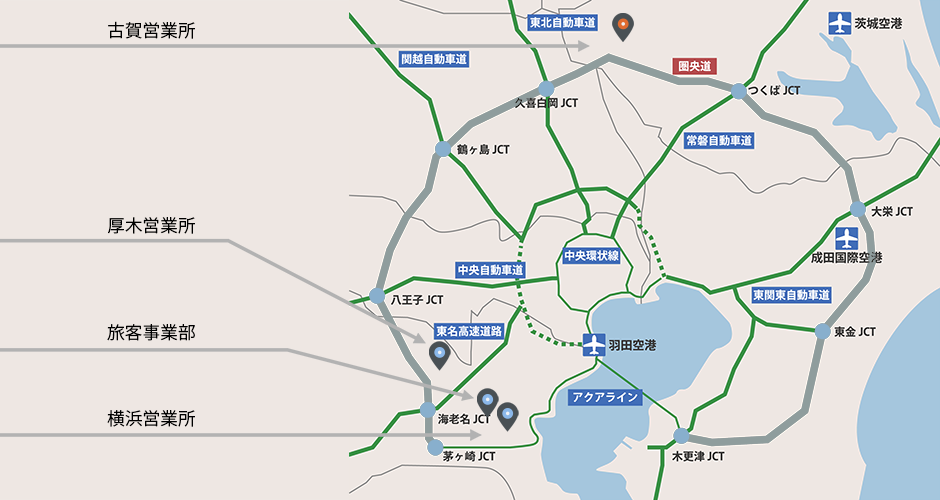 古賀営業所
東北自動車道
茨城空港
関越自動車道
圏央道
久喜白岡 JCT
つくば JCT
鶴ヶ島 JCT
常磐自動車道
大栄 JCT
厚木営業所
中央環状線
成田国際空港
中央自動車道
八王子 JCT
東関東自動車道
旅客事業部
東名高速道路
東金 JCT
羽田空港
アクアライン
横浜営業所
海老名 JCT
茅ヶ崎 JCT
木更津 JCT